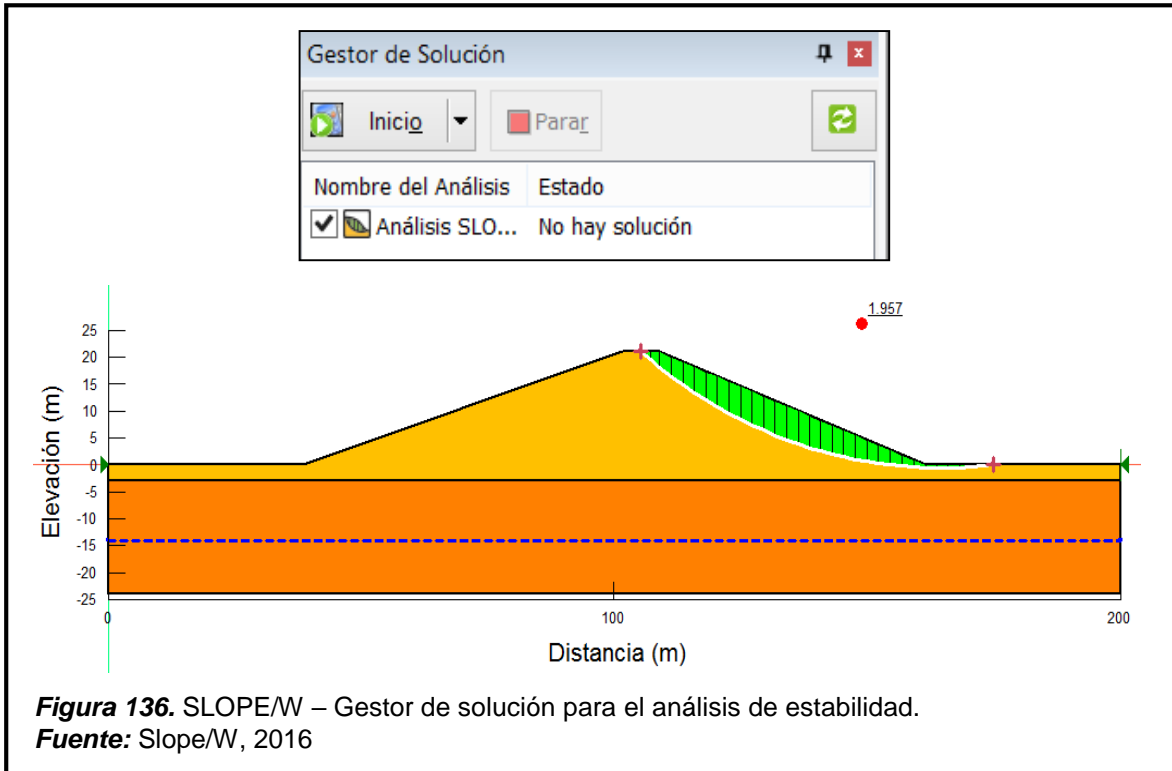 Gestor de Solución
Inicio
Parar
Nombre del Análisis Estado
Análisis SLO... No hay solución
1.957
25
20
15
10
5
0
-5
-10
-15
-20
-25
Elevación (m)
0 100 200
Distancia (m)
Figura 136. SLOPE/W – Gestor de solución para el análisis de estabilidad.
Fuente: Slope/W, 2016